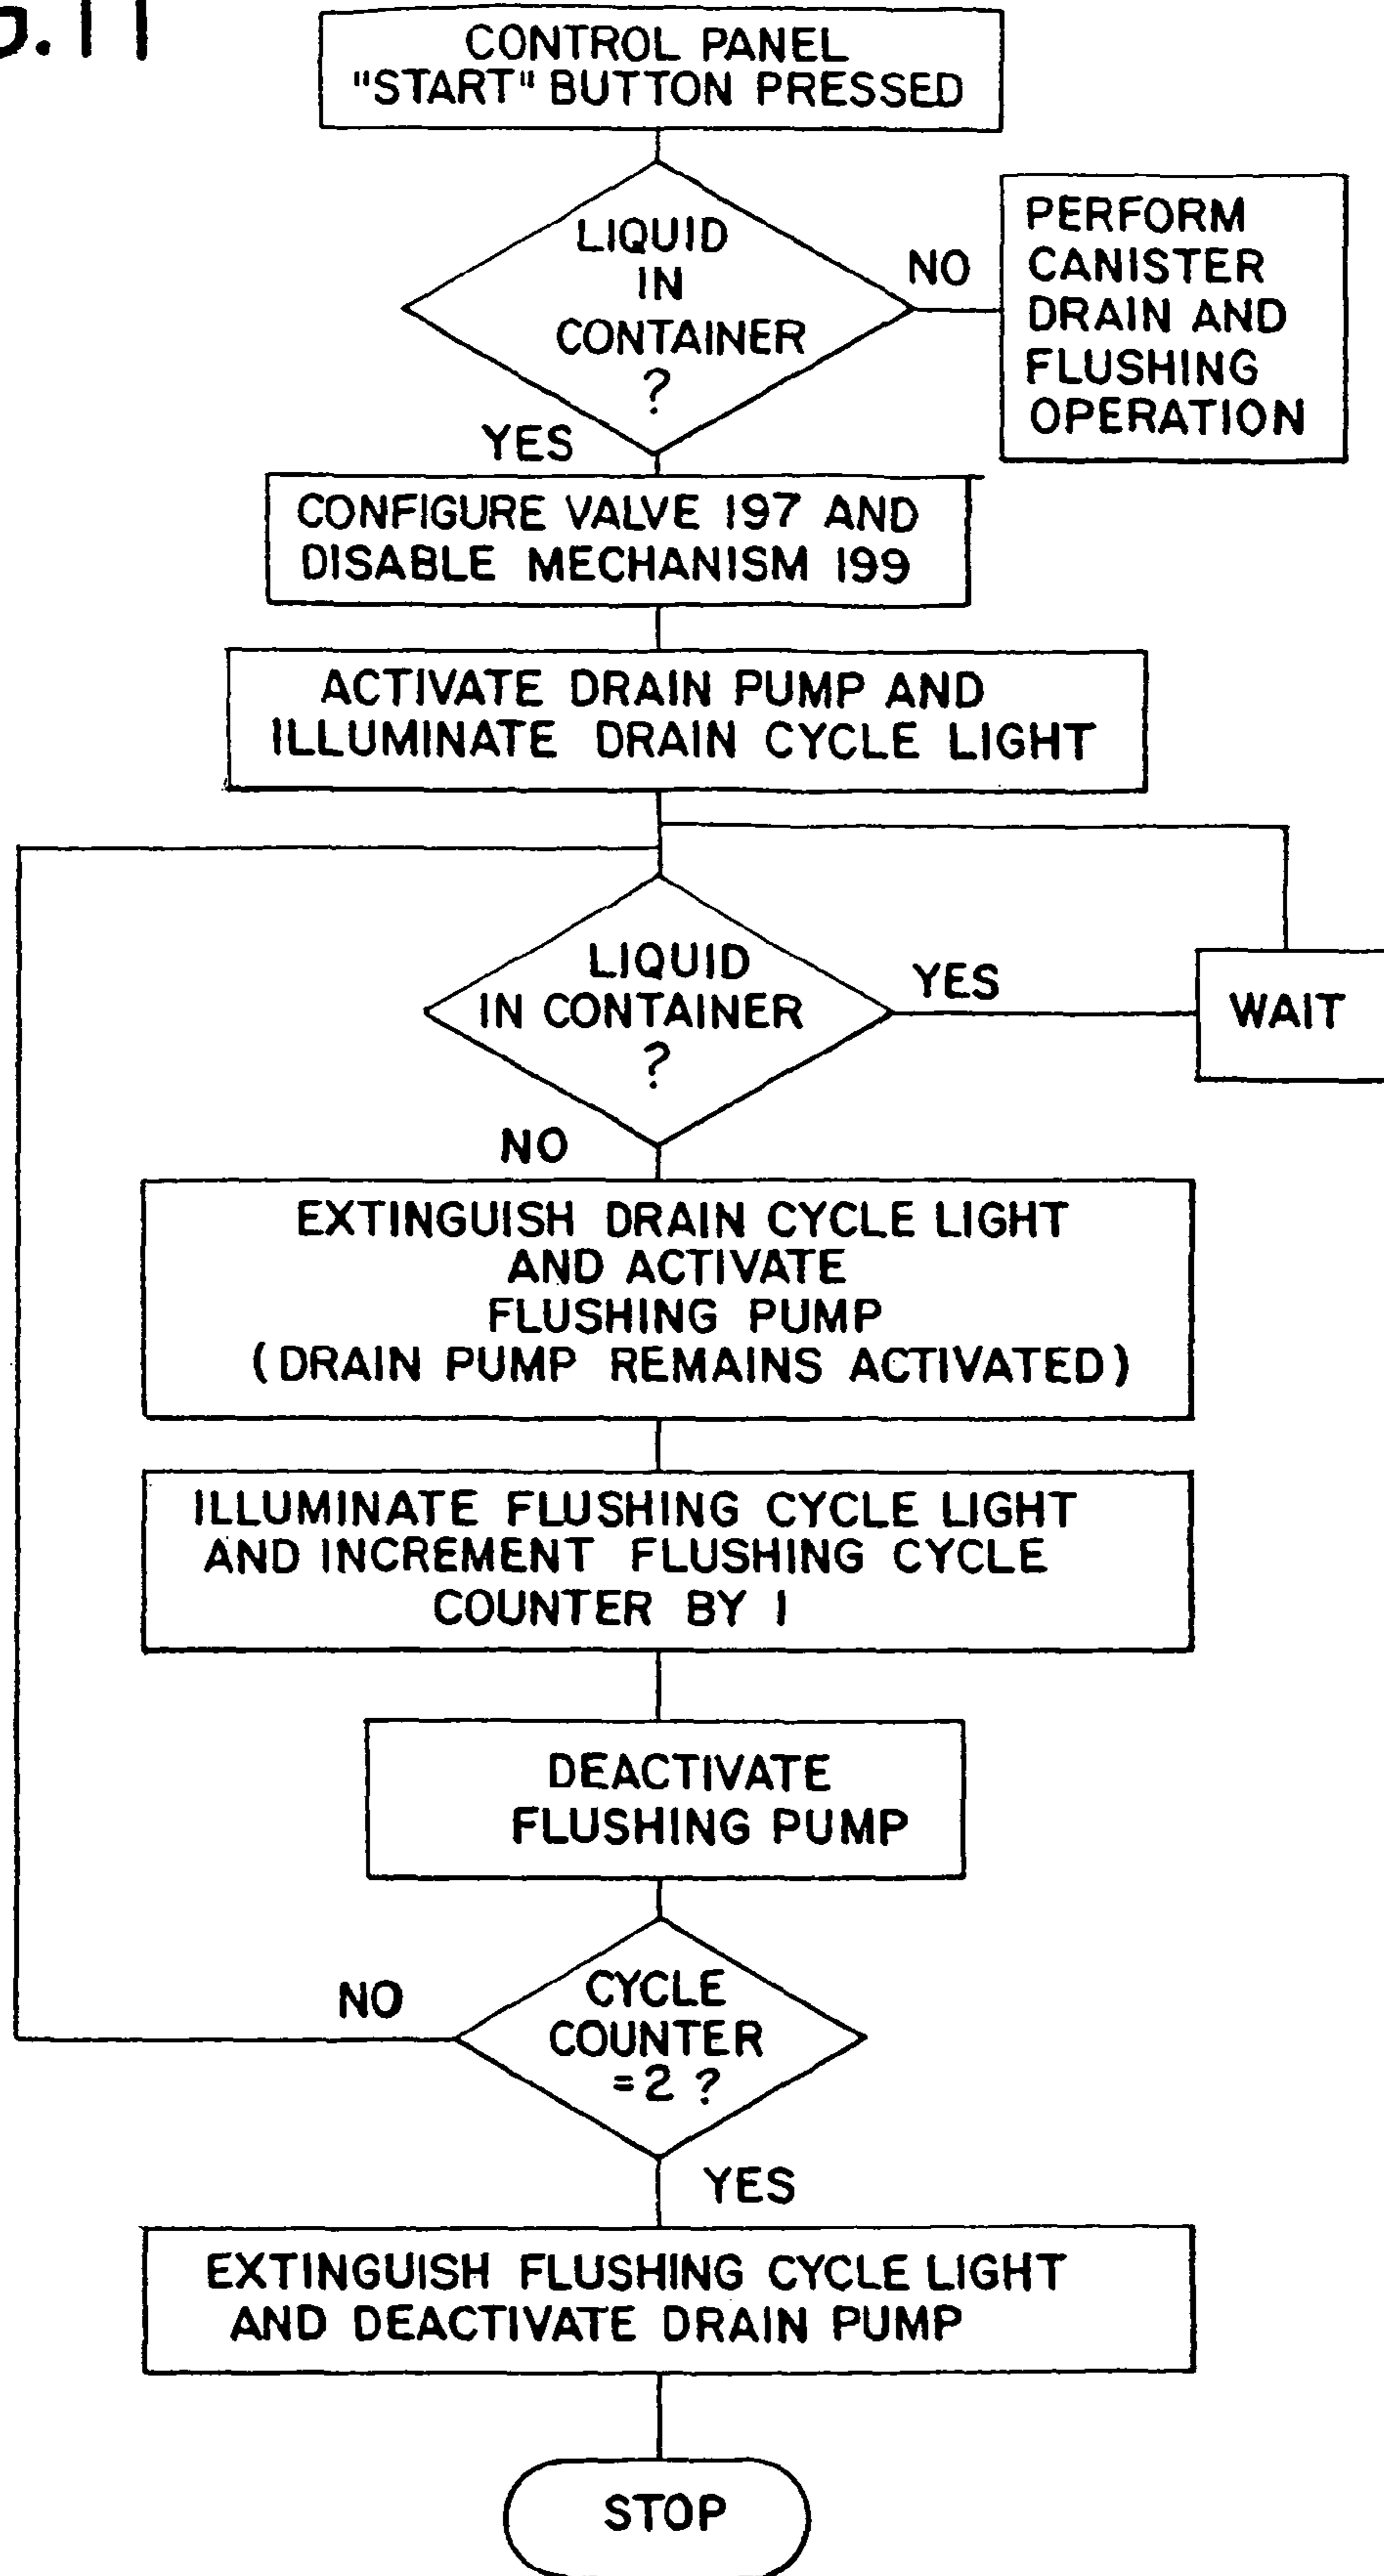 G.11
CONTROL PANEL
"START" BUTTON PRESSED
LIQUID
IN
CONTAINER
?
NO
PERFORM
CANISTER
DRAIN AND
FLUSHING
OPERATION
YES
CONFIGURE VALVE 197 AND
DISABLE MECHANISM 199
ACTIVATE DRAIN PUMP AND
ILLUMINATE DRAIN CYCLE LIGHT
LIQUID
IN CONTAINER
?
YES
WAIT
NO
EXTINGUISH DRAIN CYCLE LIGHT
AND ACTIVATE
FLUSHING PUMP
(DRAIN PUMP REMAINS ACTIVATED)
ILLUMINATE FLUSHING CYCLE LIGHT
AND INCREMENT FLUSHING CYCLE
COUNTER BY 1
DEACTIVATE
FLUSHING PUMP
NO
CYCLE
COUNTER
=2 ?
YES
EXTINGUISH FLUSHING CYCLE LIGHT
AND DEACTIVATE DRAIN PUMP
STOP